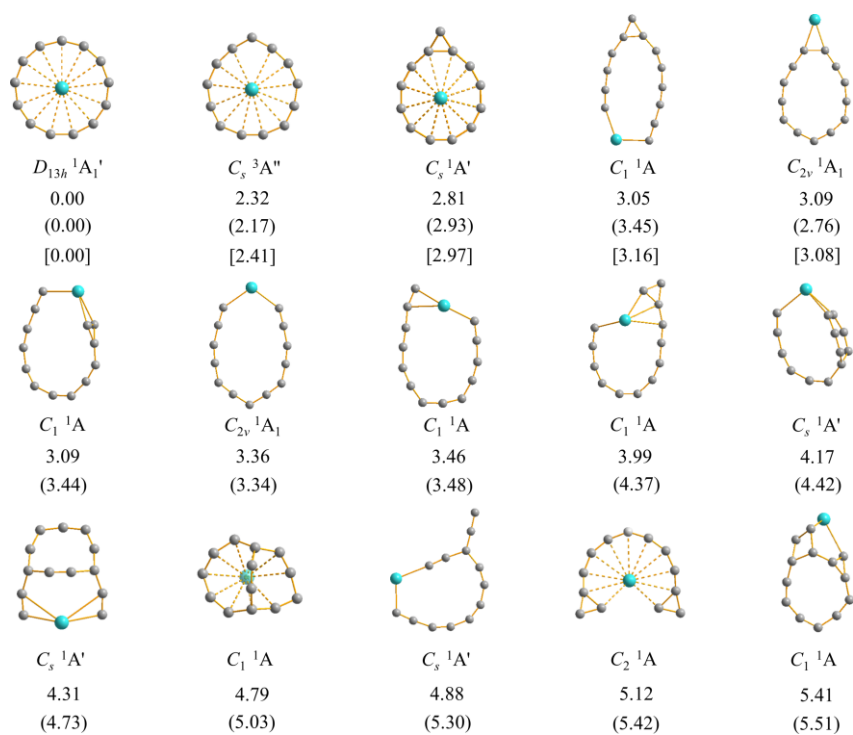 D₁₃ₕ ¹A₁' Cₛ ³A" Cₛ ¹A' C₁ ¹A C₂ᵥ ¹A₁
0.00 2.32 2.81 3.05 3.09
(0.00) (2.17) (2.93) (3.45) (2.76)
[0.00] [2.41] [2.97] [3.16] [3.08]
C₁ ¹A C₂ᵥ ¹A₁ C₁ ¹A C₁ ¹A Cₛ ¹A'
3.09 3.36 3.46 3.99 4.17
(3.44) (3.34) (3.48) (4.37) (4.42)
Cₛ ¹A' C₁ ¹A Cₛ ¹A' C₂ ¹A C₁ ¹A
4.31 4.79 4.88 5.12 5.41
(4.73) (5.03) (5.30) (5.42) (5.51)